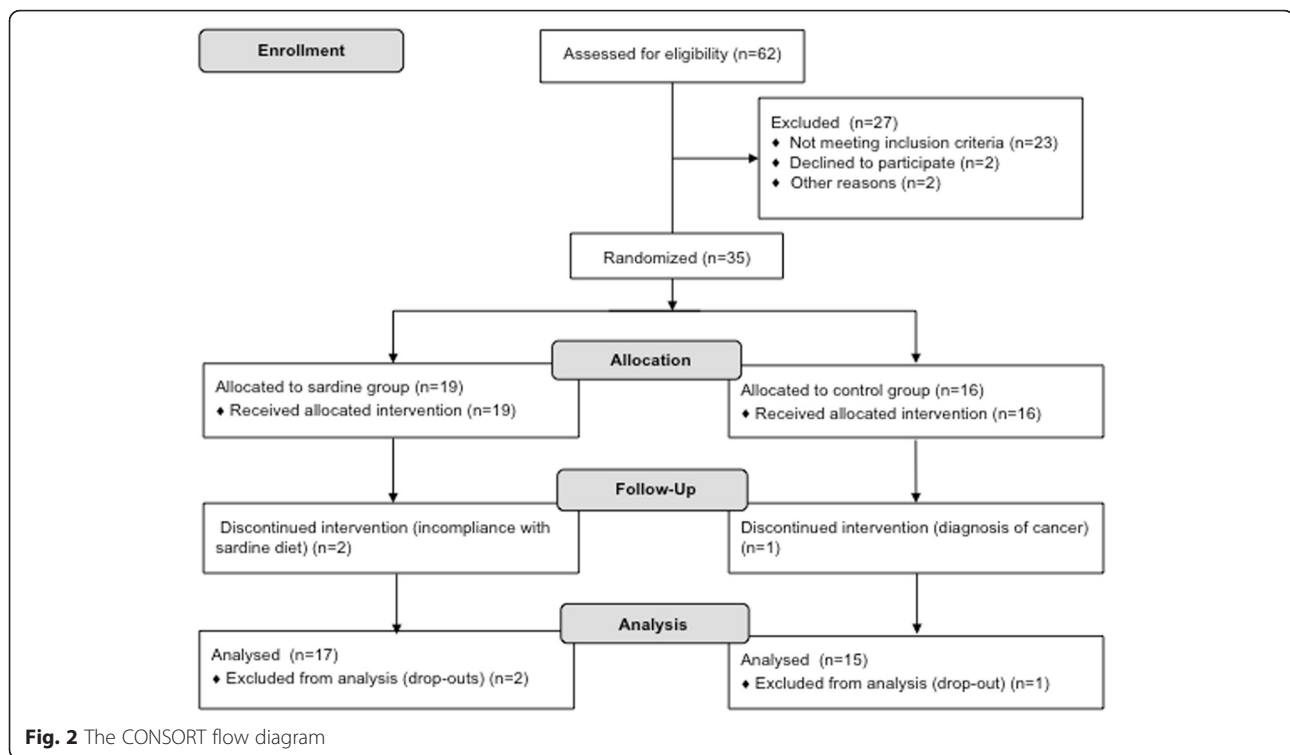 Enrollment
Assessed for eligibility (n=62)
Excluded (n=27)
♦ Not meeting inclusion criteria (n=23)
♦ Declined to participate (n=2)
♦ Other reasons (n=2)
Randomized (n=35)
Allocation
Allocated to sardine group (n=19)
♦ Received allocated intervention (n=19)
Allocated to control group (n=16)
♦ Received allocated intervention (n=16)
Follow-Up
Discontinued intervention (incompliance with
sardine diet) (n=2)
Discontinued intervention (diagnosis of cancer)
(n=1)
Analysis
Analysed (n=17)
♦ Excluded from analysis (drop-outs) (n=2)
Analysed (n=15)
♦ Excluded from analysis (drop-out) (n=1)
Fig. 2 The CONSORT flow diagram